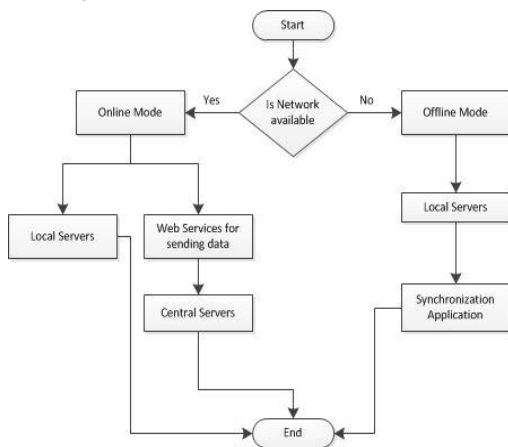 Start
Is Network
available
Yes
No
Online Mode
Offline Mode
Local Servers
Web Services for
sending data
Local Servers
Central Servers
Synchronization
Application
End